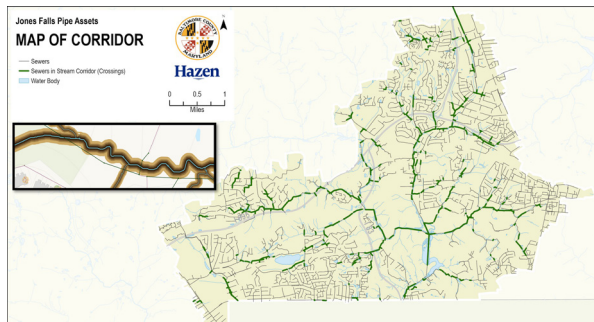 Jones Falls Pipe Assets
MAP OF CORRIDOR
Sewers
Sewers in Stream Corridor (Crossings)
Water Body
BALTIMORE COUNTY
MARYLAND
Hazen
0 0.5 1
Miles